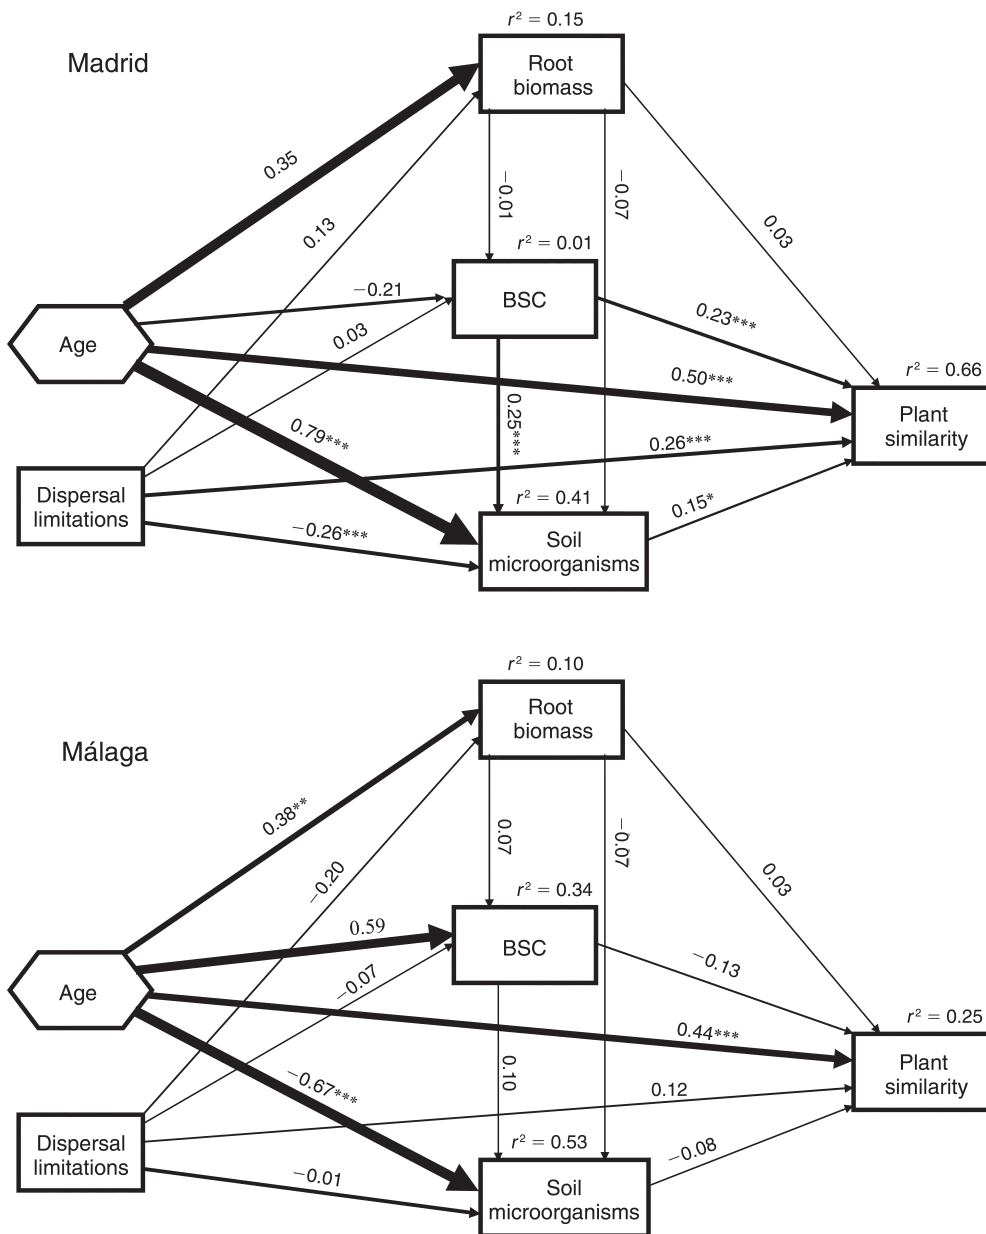 r² = 0.15
Madrid
Root
biomass
0.35
0.13
−0.01
−0.07
0.03
r² = 0.01
−0.21
BSC
0.03
0.23***
Age
r² = 0.66
0.50***
Plant
similarity
0.79***
0.25***
0.26***
Dispersal
limitations
r² = 0.41
0.15*
−0.26***
Soil
microorganisms
r² = 0.10
Root
biomass
Málaga
0.38**
0.07
−0.07
−0.20
0.03
r² = 0.34
0.59
BSC
−0.07
−0.13
Age
r² = 0.25
0.44***
Plant
similarity
−0.67***
0.10
0.12
Dispersal
limitations
r² = 0.53
−0.08
−0.01
Soil
microorganisms